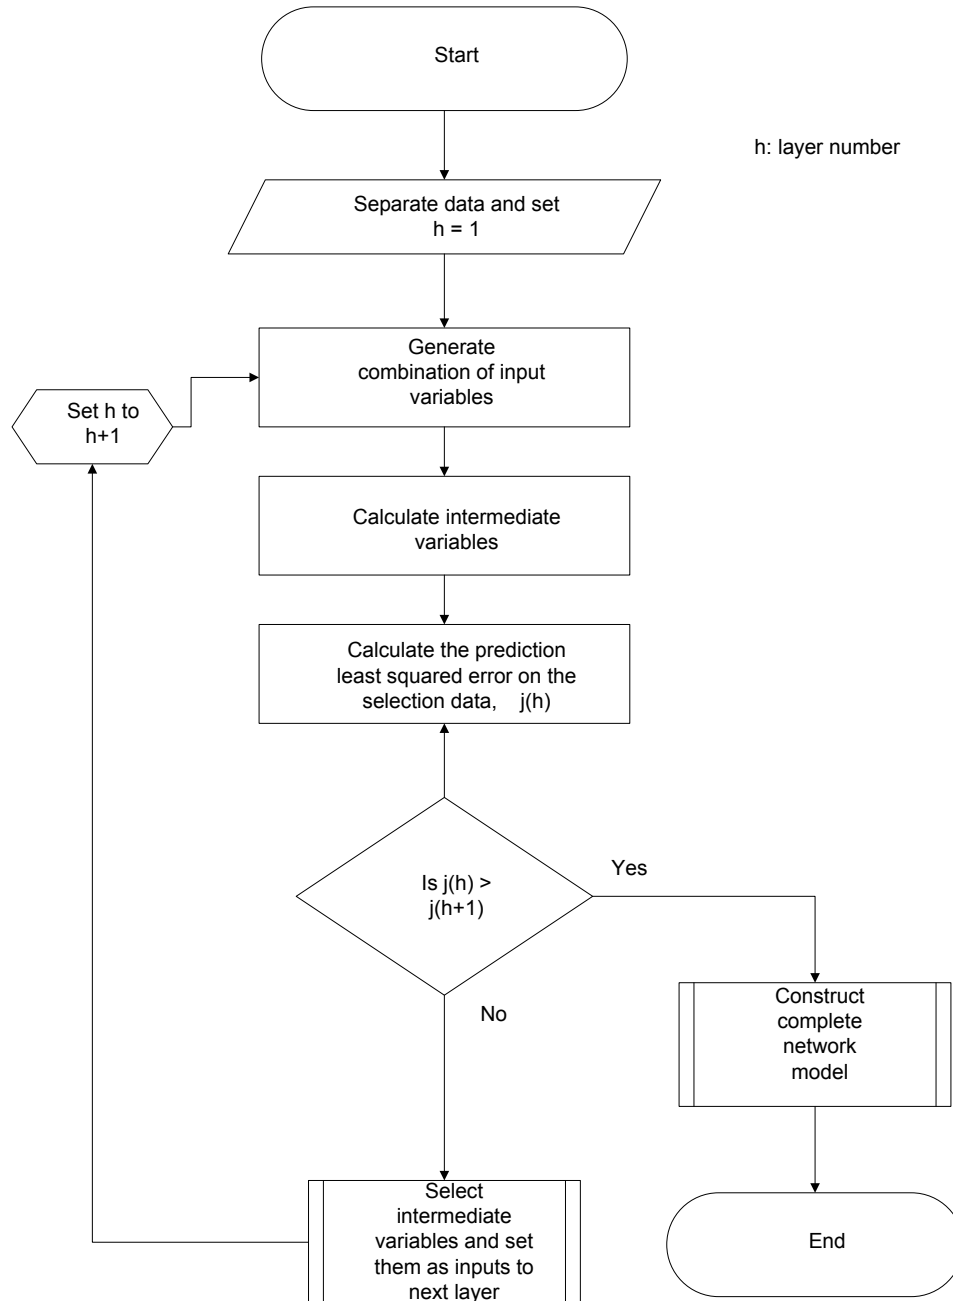 Start
h: layer number
Separate data and set
h = 1
Generate
combination of input
variables
Set h to
h+1
Calculate intermediate
variables
Calculate the prediction
least squared error on the
selection data, j(h)
Is j(h) >
j(h+1)
Yes
No
Construct
complete
network
model
Select
intermediate
variables and set
them as inputs to
next layer
End